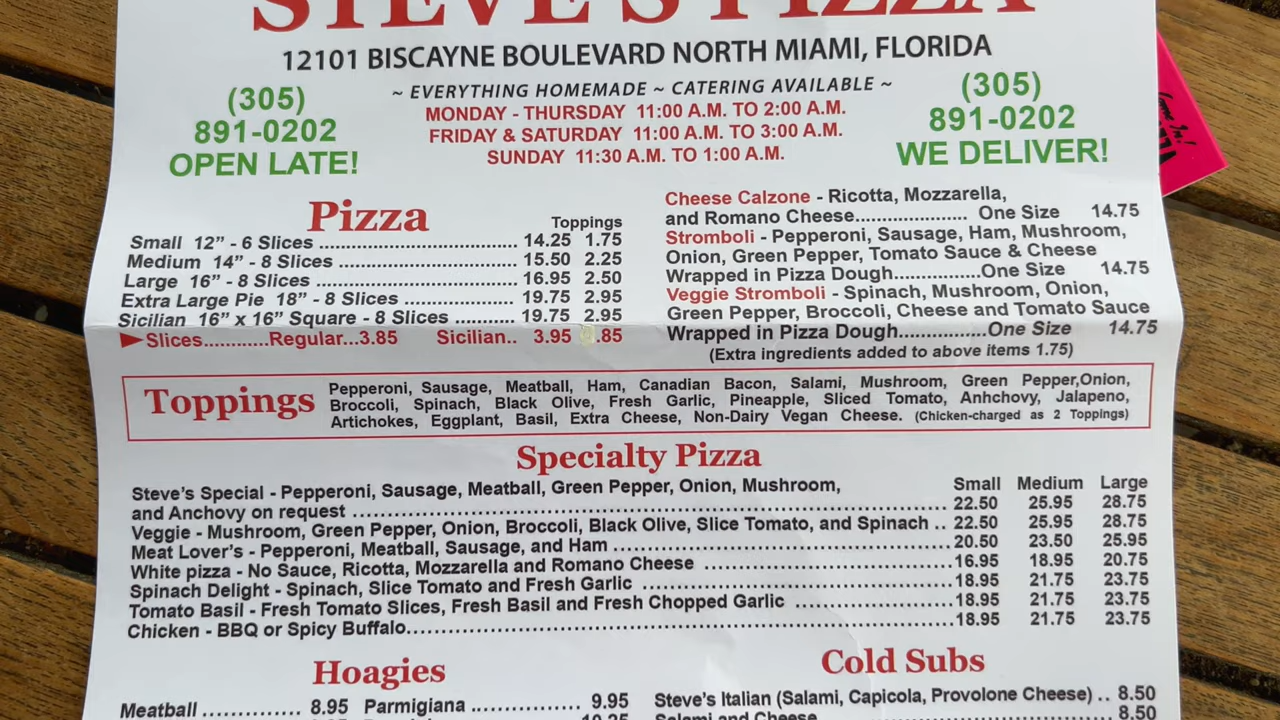 STEVE'S PIZZA
12101 BISCAYNE BOULEVARD NORTH MIAMI, FLORIDA
~ EVERYTHING HOMEMADE ~ CATERING AVAILABLE ~
(305)
891-0202
OPEN LATE!
MONDAY - THURSDAY 11:00 A.M. TO 2:00 A.M.
FRIDAY & SATURDAY 11:00 A.M. TO 3:00 A.M.
SUNDAY 11:30 A.M. TO 1:00 A.M.
(305)
891-0202
WE DELIVER!
Pizza
Toppings
Small 12” - 6 Slices .......... 14.25 1.75
Medium 14” - 8 Slices .......... 15.50 2.25
Large 16” - 8 Slices .......... 16.95 2.50
Extra Large Pie 18” - 8 Slices .......... 19.75 2.95
Sicilian 16” x 16” Square - 8 Slices .......... 19.75 2.95
▶Slices............Regular...3.85 Sicilian.. 3.95 .85
Cheese Calzone - Ricotta, Mozzarella,
and Romano Cheese.......... One Size 14.75
Stromboli - Pepperoni, Sausage, Ham, Mushroom,
Onion, Green Pepper, Tomato Sauce & Cheese
Wrapped in Pizza Dough..........One Size 14.75
Veggie Stromboli - Spinach, Mushroom, Onion,
Green Pepper, Broccoli, Cheese and Tomato Sauce
Wrapped in Pizza Dough..........One Size 14.75
(Extra ingredients added to above items 1.75)
Toppings
Pepperoni, Sausage, Meatball, Ham, Canadian Bacon, Salami, Mushroom, Green Pepper,Onion,
Broccoli, Spinach, Black Olive, Fresh Garlic, Pineapple, Sliced Tomato, Anhchovy, Jalapeno,
Artichokes, Eggplant, Basil, Extra Cheese, Non-Dairy Vegan Cheese. (Chicken-charged as 2 Toppings)
Specialty Pizza
Small Medium Large
Steve's Special - Pepperoni, Sausage, Meatball, Green Pepper, Onion, Mushroom,
and Anchovy on request .......... 22.50 25.95 28.75
Veggie - Mushroom, Green Pepper, Onion, Broccoli, Black Olive, Slice Tomato, and Spinach .. 22.50 25.95 28.75
Meat Lover's - Pepperoni, Meatball, Sausage, and Ham .......... 20.50 23.50 25.95
White pizza - No Sauce, Ricotta, Mozzarella and Romano Cheese .......... 16.95 18.95 20.75
Spinach Delight - Spinach, Slice Tomato and Fresh Garlic .......... 18.95 21.75 23.75
Tomato Basil - Fresh Tomato Slices, Fresh Basil and Fresh Chopped Garlic .......... 18.95 21.75 23.75
Chicken - BBQ or Spicy Buffalo.......... 18.95 21.75 23.75
Hoagies
Meatball .......... 8.95 Parmigiana .......... 9.95
Cold Subs
Steve's Italian (Salami, Capicola, Provolone Cheese) .. 8.50
Salami and Cheese 8.50